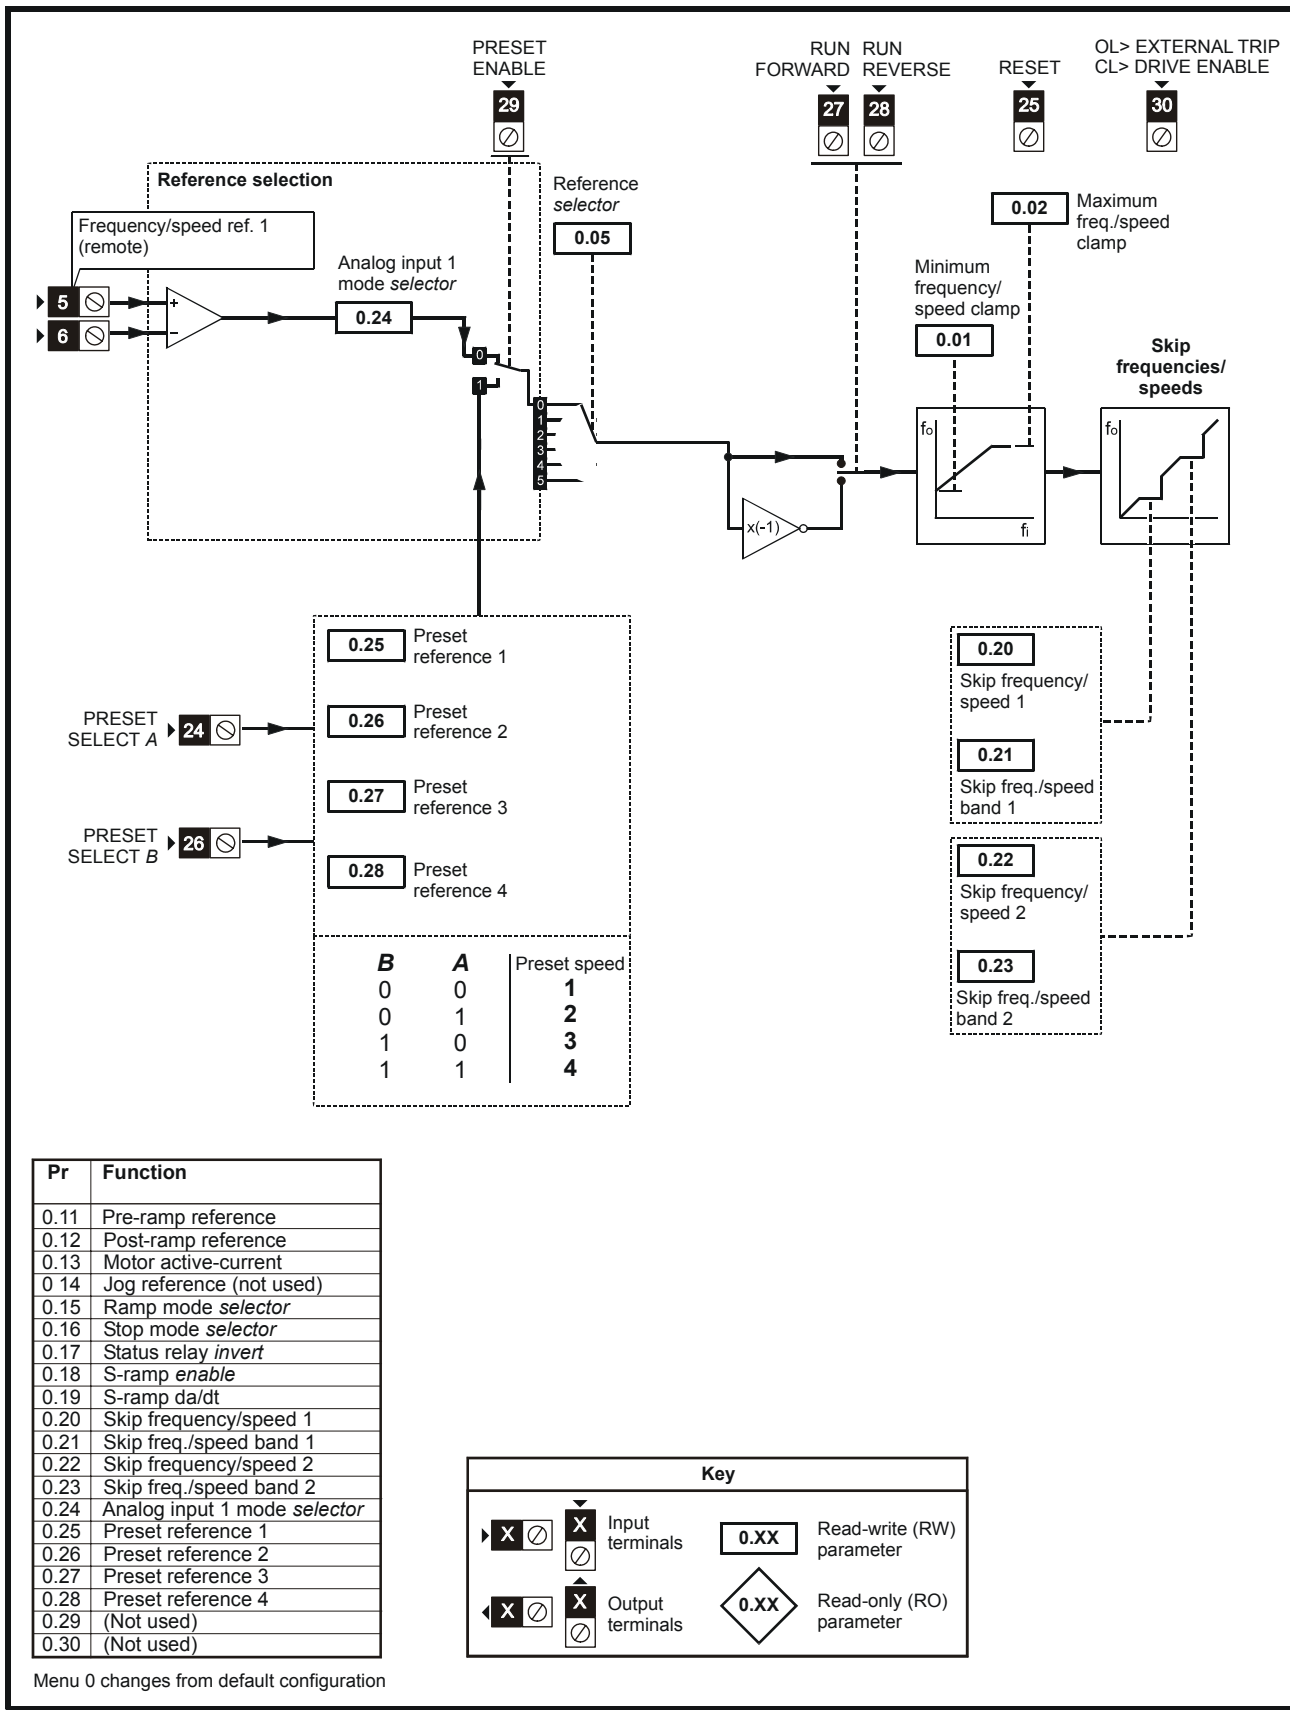 PRESET
ENABLE
29
RUN
FORWARD
27
RUN
REVERSE
28
RESET
25
OL> EXTERNAL TRIP
CL> DRIVE ENABLE
30
Reference selection
Frequency/speed ref. 1
(remote)
5
6
+
−
Analog input 1
mode selector
0.24
0
1
Reference
selector
0.05
0
1
2
3
4
5
x(-1)
Minimum
frequency/
speed clamp
0.01
0.02
Maximum
freq./speed
clamp
fo
fi
Skip
frequencies/
speeds
fo
0.25
Preset
reference 1
PRESET
SELECT A
24
0.26
Preset
reference 2
0.27
Preset
reference 3
PRESET
SELECT B
26
0.28
Preset
reference 4
B A Preset speed
0 0 1
0 1 2
1 0 3
1 1 4
0.20
Skip frequency/
speed 1
0.21
Skip freq./speed
band 1
0.22
Skip frequency/
speed 2
0.23
Skip freq./speed
band 2
Pr Function
0.11 Pre-ramp reference
0.12 Post-ramp reference
0.13 Motor active-current
0 14 Jog reference (not used)
0.15 Ramp mode selector
0.16 Stop mode selector
0.17 Status relay invert
0.18 S-ramp enable
0.19 S-ramp da/dt
0.20 Skip frequency/speed 1
0.21 Skip freq./speed band 1
0.22 Skip frequency/speed 2
0.23 Skip freq./speed band 2
0.24 Analog input 1 mode selector
0.25 Preset reference 1
0.26 Preset reference 2
0.27 Preset reference 3
0.28 Preset reference 4
0.29 (Not used)
0.30 (Not used)
Menu 0 changes from default configuration
Key
X
X
Input
terminals
0.XX
Read-write (RW)
parameter
X
X
Output
terminals
0.XX
Read-only (RO)
parameter